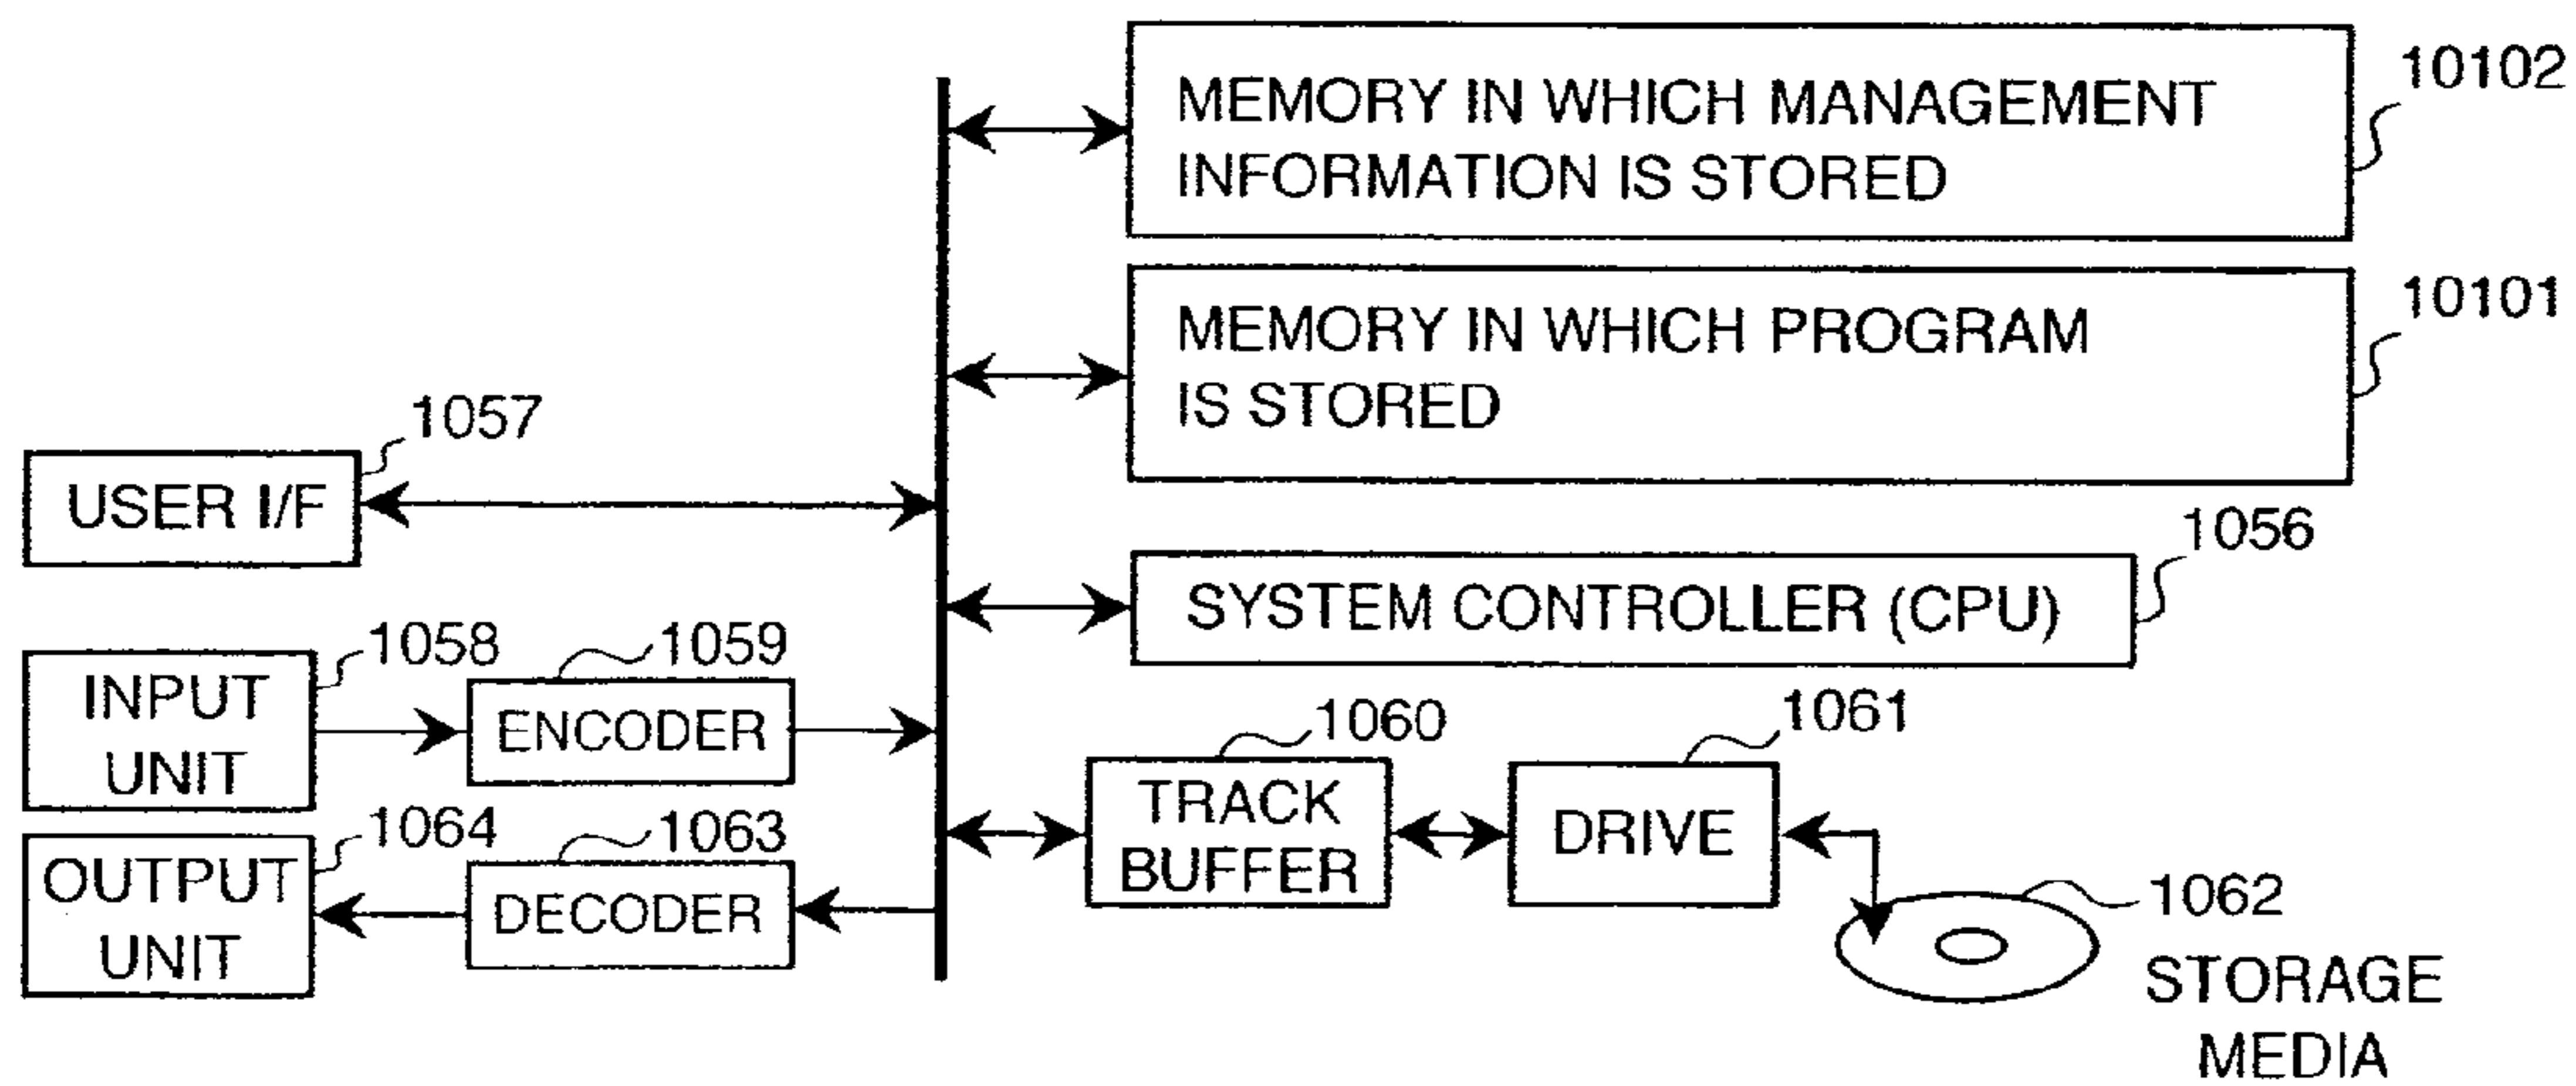 10102
MEMORY IN WHICH MANAGEMENT
INFORMATION IS STORED
10101
MEMORY IN WHICH PROGRAM
IS STORED
1057
USER I/F
1056
SYSTEM CONTROLLER (CPU)
1058
INPUT
UNIT
1059
ENCODER
1060
TRACK
BUFFER
1061
DRIVE
1064
OUTPUT
UNIT
1063
DECODER
1062
STORAGE
MEDIA